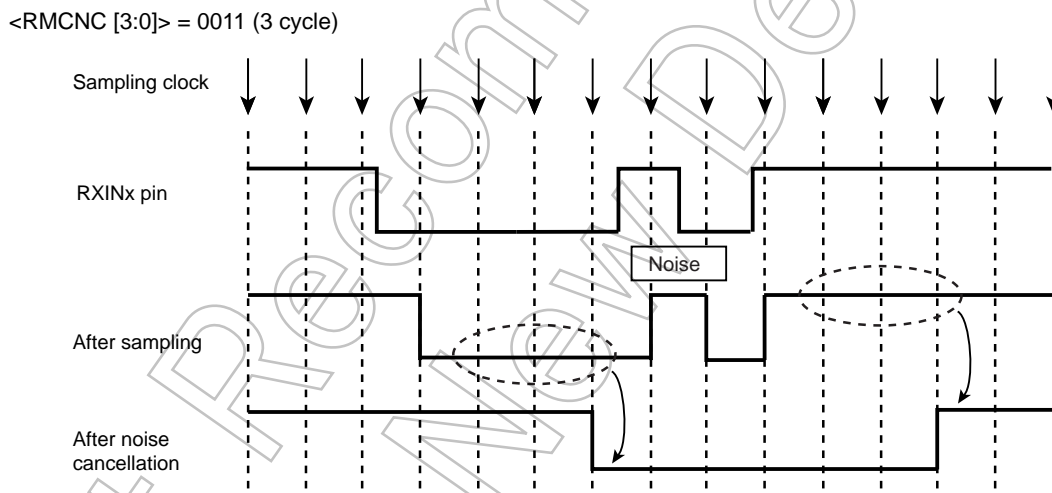 <RMCNC [3:0]> = 0011 (3 cycle)
Sampling clock
RXINx pin
Noise
After sampling
After noise
cancellation